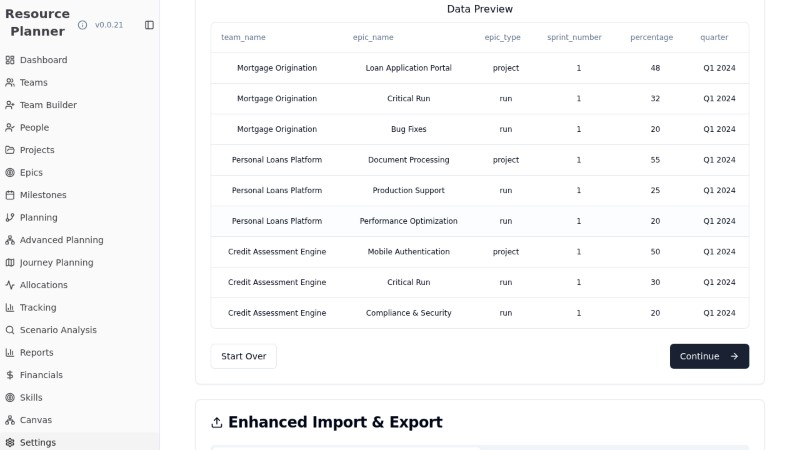 Resource
Planner
v0.0.21
Dashboard
Teams
Team Builder
People
Projects
Epics
Milestones
Planning
Advanced Planning
Journey Planning
Allocations
Tracking
Scenario Analysis
Reports
Financials
Skills
Canvas
Settings
Data Preview
team_name epic_name epic_type sprint_number percentage quarter
Mortgage Origination Loan Application Portal project 1 48 Q1 2024
Mortgage Origination Critical Run run 1 32 Q1 2024
Mortgage Origination Bug Fixes run 1 20 Q1 2024
Personal Loans Platform Document Processing project 1 55 Q1 2024
Personal Loans Platform Production Support run 1 25 Q1 2024
Personal Loans Platform Performance Optimization run 1 20 Q1 2024
Credit Assessment Engine Mobile Authentication project 1 50 Q1 2024
Credit Assessment Engine Critical Run run 1 30 Q1 2024
Credit Assessment Engine Compliance & Security run 1 20 Q1 2024
Start Over Continue
Enhanced Import & Export